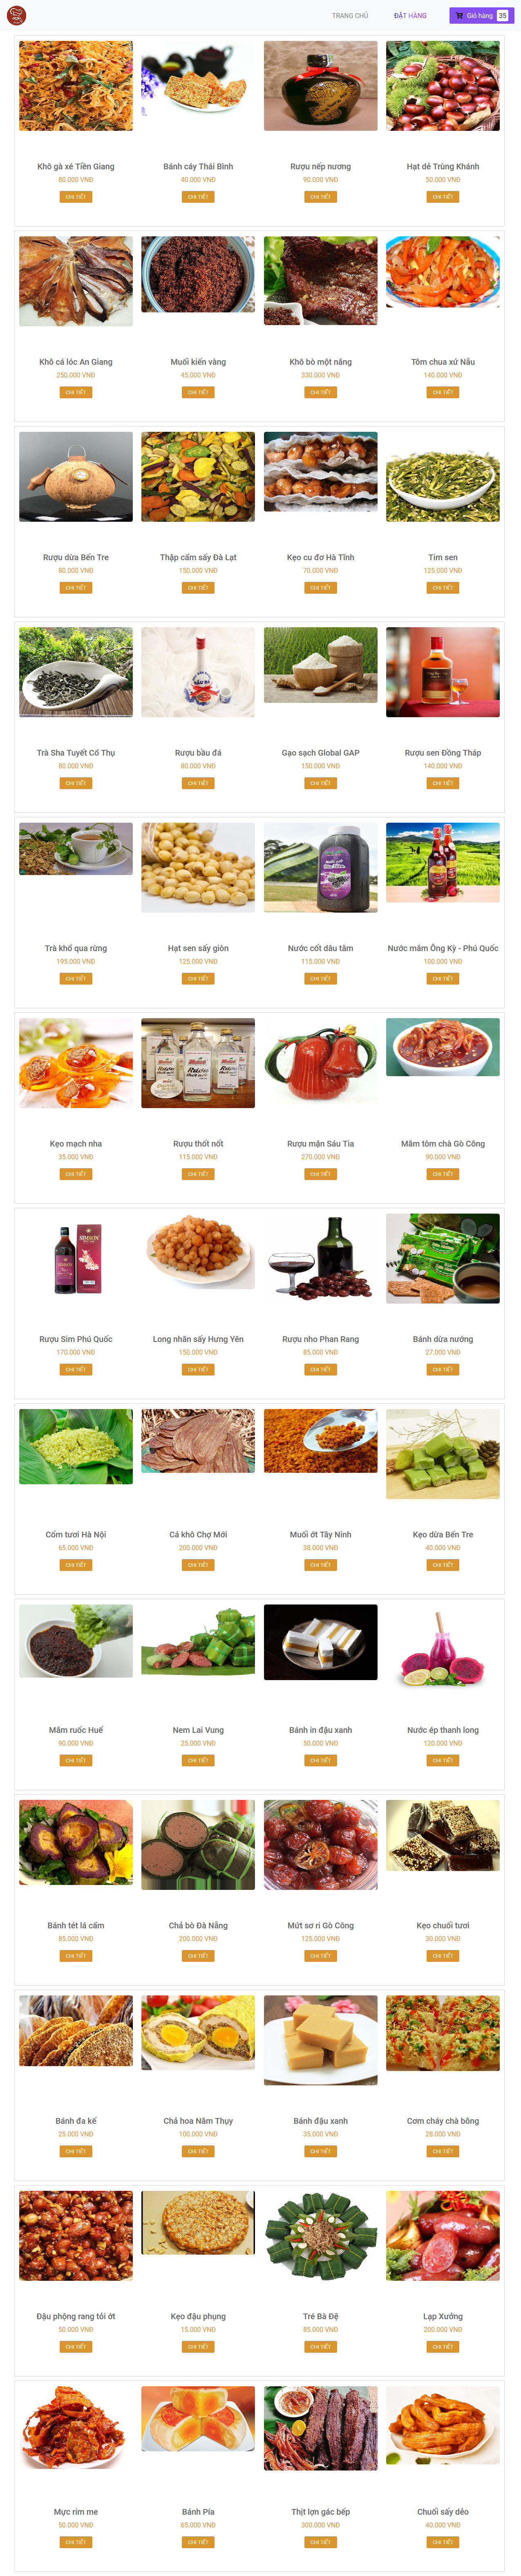 TRANG CHỦ
ĐẶT HÀNG
Giỏ hàng 35
Khô gà xé Tiền Giang
80.000 VNĐ
CHI TIẾT
Bánh cáy Thái Bình
40.000 VNĐ
CHI TIẾT
Rượu nếp nương
90.000 VNĐ
CHI TIẾT
Hạt dẻ Trùng Khánh
50.000 VNĐ
CHI TIẾT
Khô cá lóc An Giang
250.000 VNĐ
CHI TIẾT
Muối kiến vàng
45.000 VNĐ
CHI TIẾT
Khô bò một nắng
330.000 VNĐ
CHI TIẾT
Tôm chua xứ Nẫu
140.000 VNĐ
CHI TIẾT
Rượu dừa Bến Tre
80.000 VNĐ
CHI TIẾT
Thập cẩm sấy Đà Lạt
150.000 VNĐ
CHI TIẾT
Kẹo cu đơ Hà Tĩnh
70.000 VNĐ
CHI TIẾT
Tim sen
125.000 VNĐ
CHI TIẾT
Trà Sha Tuyết Cổ Thụ
80.000 VNĐ
CHI TIẾT
Rượu bầu đá
80.000 VNĐ
CHI TIẾT
Gạo sạch Global GAP
150.000 VNĐ
CHI TIẾT
Rượu sen Đồng Tháp
140.000 VNĐ
CHI TIẾT
Trà khổ qua rừng
195.000 VNĐ
CHI TIẾT
Hạt sen sấy giòn
125.000 VNĐ
CHI TIẾT
Nước cốt dâu tằm
115.000 VNĐ
CHI TIẾT
Nước mắm Ông Kỳ - Phú Quốc
100.000 VNĐ
CHI TIẾT
Kẹo mạch nha
35.000 VNĐ
CHI TIẾT
Rượu thốt nốt
115.000 VNĐ
CHI TIẾT
Rượu mận Sáu Tia
270.000 VNĐ
CHI TIẾT
Mắm tôm chà Gò Công
90.000 VNĐ
CHI TIẾT
SIMSON
Rượu Sim Phú Quốc
170.000 VNĐ
CHI TIẾT
Long nhãn sấy Hưng Yên
150.000 VNĐ
CHI TIẾT
Rượu nho Phan Rang
85.000 VNĐ
CHI TIẾT
Bánh dừa nướng
27.000 VNĐ
CHI TIẾT
Cốm tươi Hà Nội
65.000 VNĐ
CHI TIẾT
Cá khô Chợ Mới
200.000 VNĐ
CHI TIẾT
Muối ớt Tây Ninh
38.000 VNĐ
CHI TIẾT
Kẹo dừa Bến Tre
40.000 VNĐ
CHI TIẾT
Mắm ruốc Huế
90.000 VNĐ
CHI TIẾT
Nem Lai Vung
25.000 VNĐ
CHI TIẾT
Bánh in đậu xanh
50.000 VNĐ
CHI TIẾT
Nước ép thanh long
120.000 VNĐ
CHI TIẾT
Bánh tét lá cẩm
85.000 VNĐ
CHI TIẾT
Chả bò Đà Nẵng
200.000 VNĐ
CHI TIẾT
Mứt sơ ri Gò Công
125.000 VNĐ
CHI TIẾT
Kẹo chuối tươi
30.000 VNĐ
CHI TIẾT
Bánh đa kế
25.000 VNĐ
CHI TIẾT
Chả hoa Năm Thụy
100.000 VNĐ
CHI TIẾT
Bánh đậu xanh
35.000 VNĐ
CHI TIẾT
Cơm cháy chà bông
28.000 VNĐ
CHI TIẾT
Đậu phộng rang tỏi ớt
50.000 VNĐ
CHI TIẾT
Kẹo đậu phụng
15.000 VNĐ
CHI TIẾT
Tré Bà Đệ
85.000 VNĐ
CHI TIẾT
Lạp Xưởng
200.000 VNĐ
CHI TIẾT
Mực rim me
50.000 VNĐ
CHI TIẾT
Bánh Pía
65.000 VNĐ
CHI TIẾT
Thịt lợn gác bếp
300.000 VNĐ
CHI TIẾT
Chuối sấy dẻo
40.000 VNĐ
CHI TIẾT